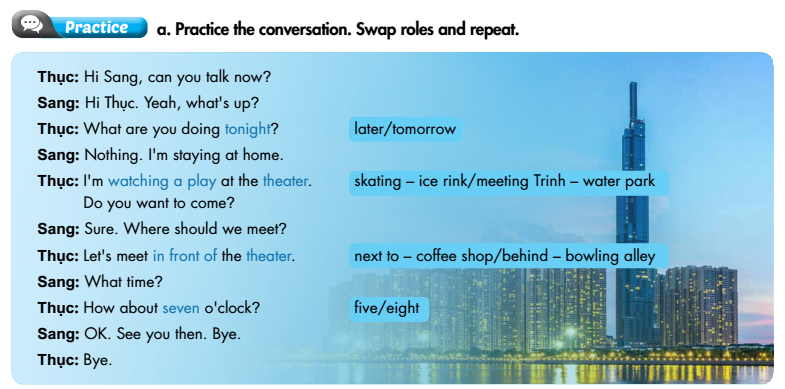 Practice a. Practice the conversation. Swap roles and repeat.
Thục: Hi Sang, can you talk now?
Sang: Hi Thục. Yeah, what's up?
Thục: What are you doing tonight? later/tomorrow
Sang: Nothing. I'm staying at home.
Thục: I'm watching a play at the theater. skating – ice rink/meeting Trinh – water park
Do you want to come?
Sang: Sure. Where should we meet?
Thục: Let's meet in front of the theater. next to – coffee shop/behind – bowling alley
Sang: What time?
Thục: How about seven o'clock? five/eight
Sang: OK. See you then. Bye.
Thục: Bye.